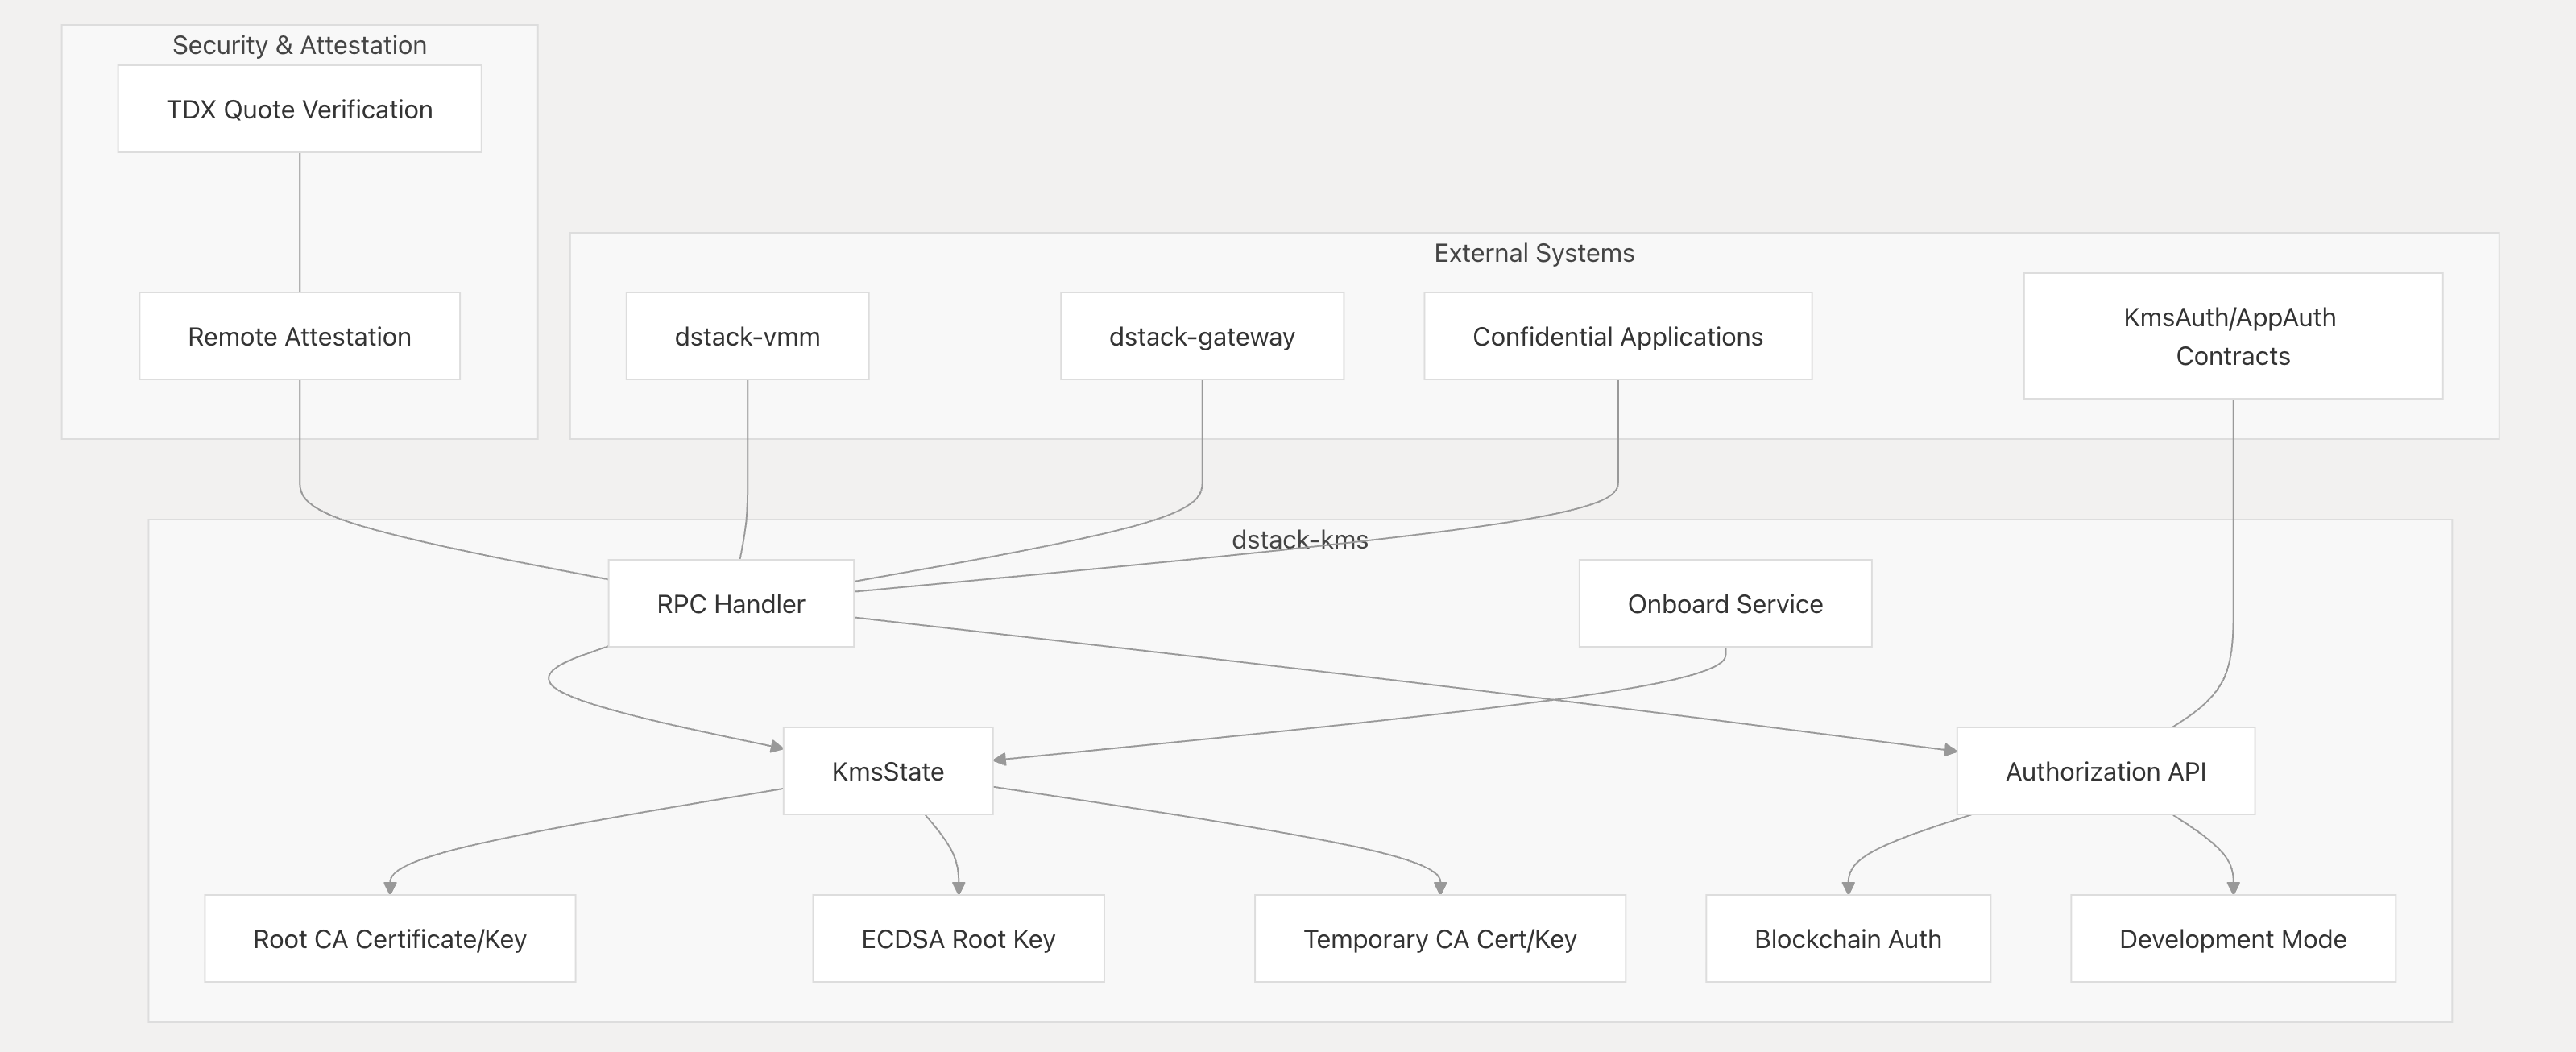 Security & Attestation
TDX Quote Verification
Remote Attestation
External Systems
dstack-vmm
dstack-gateway
Confidential Applications
KmsAuth/AppAuth
Contracts
dstack-kms
RPC Handler
Onboard Service
KmsState
Authorization API
Root CA Certificate/Key
ECDSA Root Key
Temporary CA Cert/Key
Blockchain Auth
Development Mode